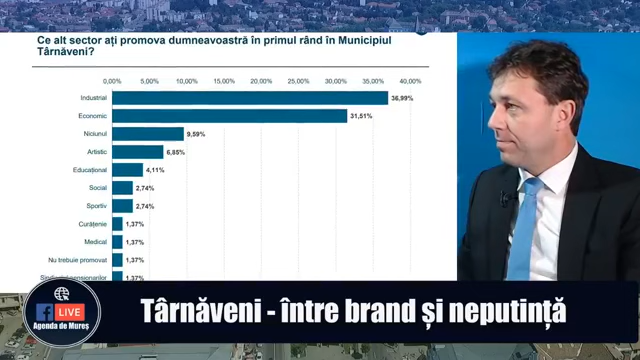 Ce alt sector ați promova dumneavoastră în primul rând în Municipiul
Târnăveni?
0,00% 5,00% 10,00% 15,00% 20,00% 25,00% 30,00% 35,00% 40,00%
Industrial 36,99%
Economic 31,51%
Niciunul 9,59%
Artistic 6,85%
Educațional 4,11%
Social 2,74%
Sportiv 2,74%
Curățenie 1,37%
Medical 1,37%
Nu trebuie promovat 1,37%
Sindicatul pensionarilor 1,37%
LIVE
Agenda de Mureș
Târnăveni - între brand și neputință